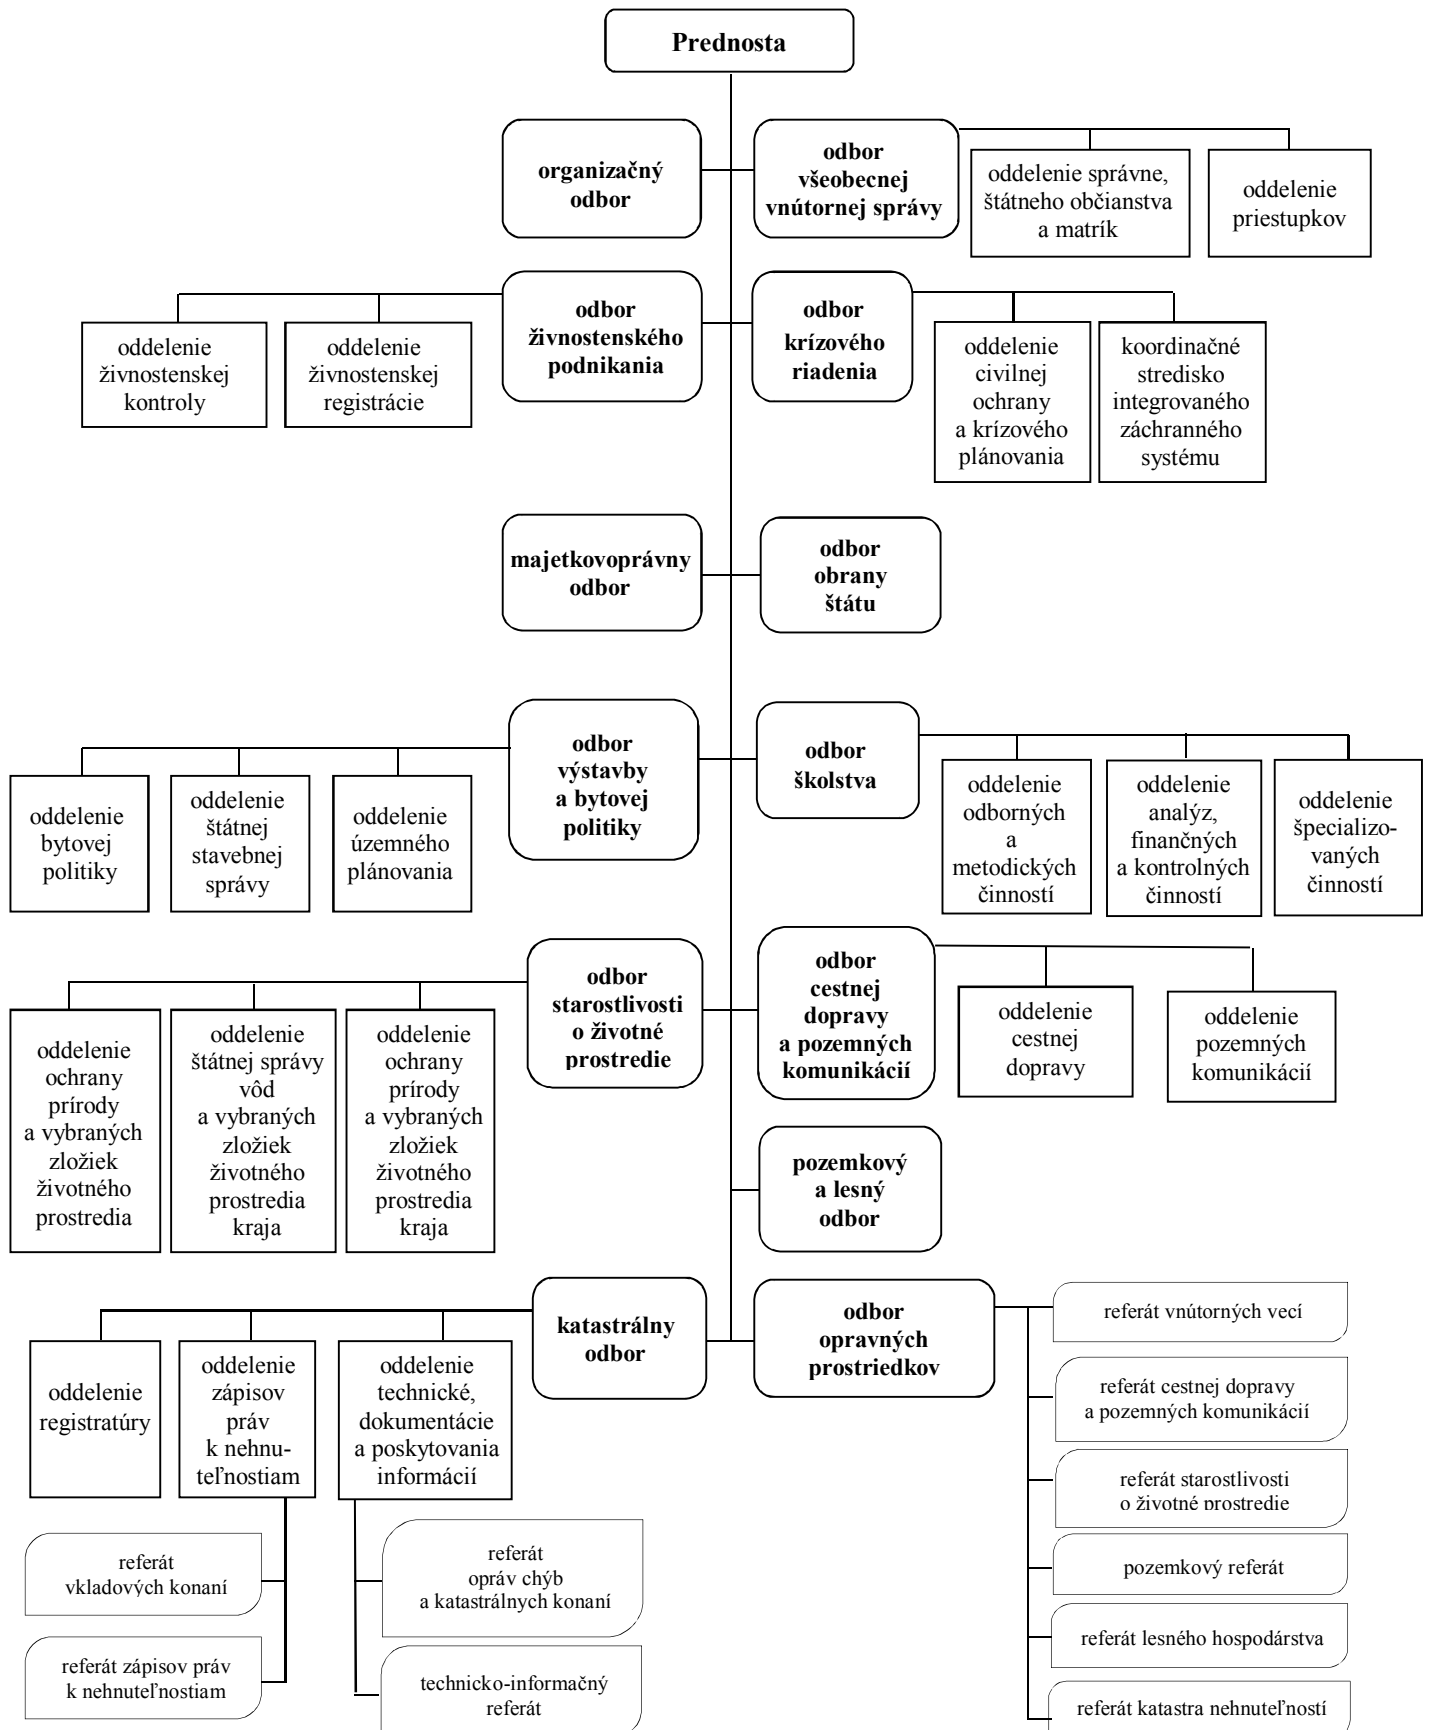 Prednosta
organizačný
odbor
odbor
všeobecnej
vnútornej správy
oddelenie správne,
štátneho občianstva
a matrík
oddelenie
priestupkov
oddelenie
živnostenskej
kontroly
oddelenie
živnostenskej
registrácie
odbor
živnostenského
podnikania
odbor
krízového
riadenia
oddelenie
civilnej
ochrany
a krízového
plánovania
koordinačné
stredisko
integrovaného
záchranného
systému
majetkovoprávny
odbor
odbor
obrany
štátu
oddelenie
bytovej
politiky
oddelenie
štátnej
stavebnej
správy
oddelenie
územného
plánovania
odbor
výstavby
a bytovej
politiky
odbor
školstva
oddelenie
odborných
a
metodických
činností
oddelenie
analýz,
finančných
a kontrolných
činností
oddelenie
špecializo-
vaných
činností
oddelenie
ochrany
prírody
a vybraných
zložiek
životného
prostredia
oddelenie
štátnej správy
vôd
a vybraných
zložiek
životného
prostredia
kraja
oddelenie
ochrany
prírody
a vybraných
zložiek
životného
prostredia
kraja
odbor
starostlivosti
o životné
prostredie
odbor
cestnej
dopravy
a pozemných
komunikácií
oddelenie
cestnej
dopravy
oddelenie
pozemných
komunikácií
pozemkový
a lesný
odbor
oddelenie
registratúry
oddelenie
zápisov
práv
k nehnu-
teľnostiam
oddelenie
technické,
dokumentácie
a poskytovania
informácií
katastrálny
odbor
odbor
opravných
prostriedkov
referát vnútorných vecí
referát cestnej dopravy
a pozemných komunikácií
referát starostlivosti
o životné prostredie
pozemkový referát
referát lesného hospodárstva
referát katastra nehnuteľností
referát
vkladových konaní
referát zápisov práv
k nehnuteľnostiam
referát
opráv chýb
a katastrálnych konaní
technicko-informačný
referát